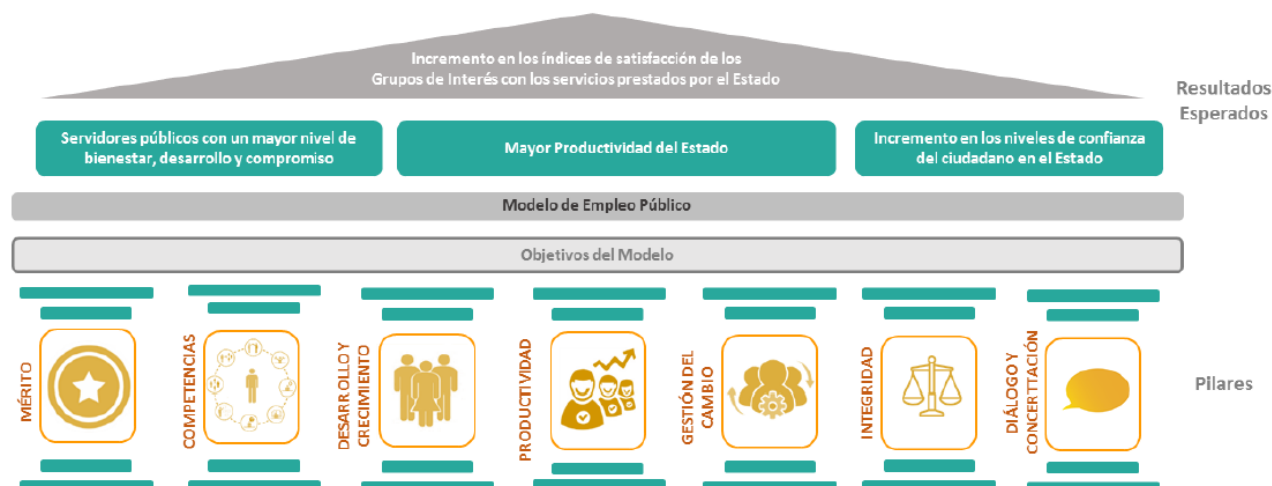 Incremento en los índices de satisfacción de los
Grupos de Interés con los servicios prestados por el Estado
Resultados
Esperados
Servidores públicos con un mayor nivel de
bienestar, desarrollo y compromiso
Mayor Productividad del Estado
Incremento en los niveles de confianza
del ciudadano en el Estado
Modelo de Empleo Público
Objetivos del Modelo
MÉRITO
COMPETENCIAS
DESARROLLO Y
CRECIMIENTO
PRODUCTIVIDAD
GESTIÓN DEL
CAMBIO
INTEGRIDAD
DIÁLOGO Y
CONCERTTACIÓN
Pilares